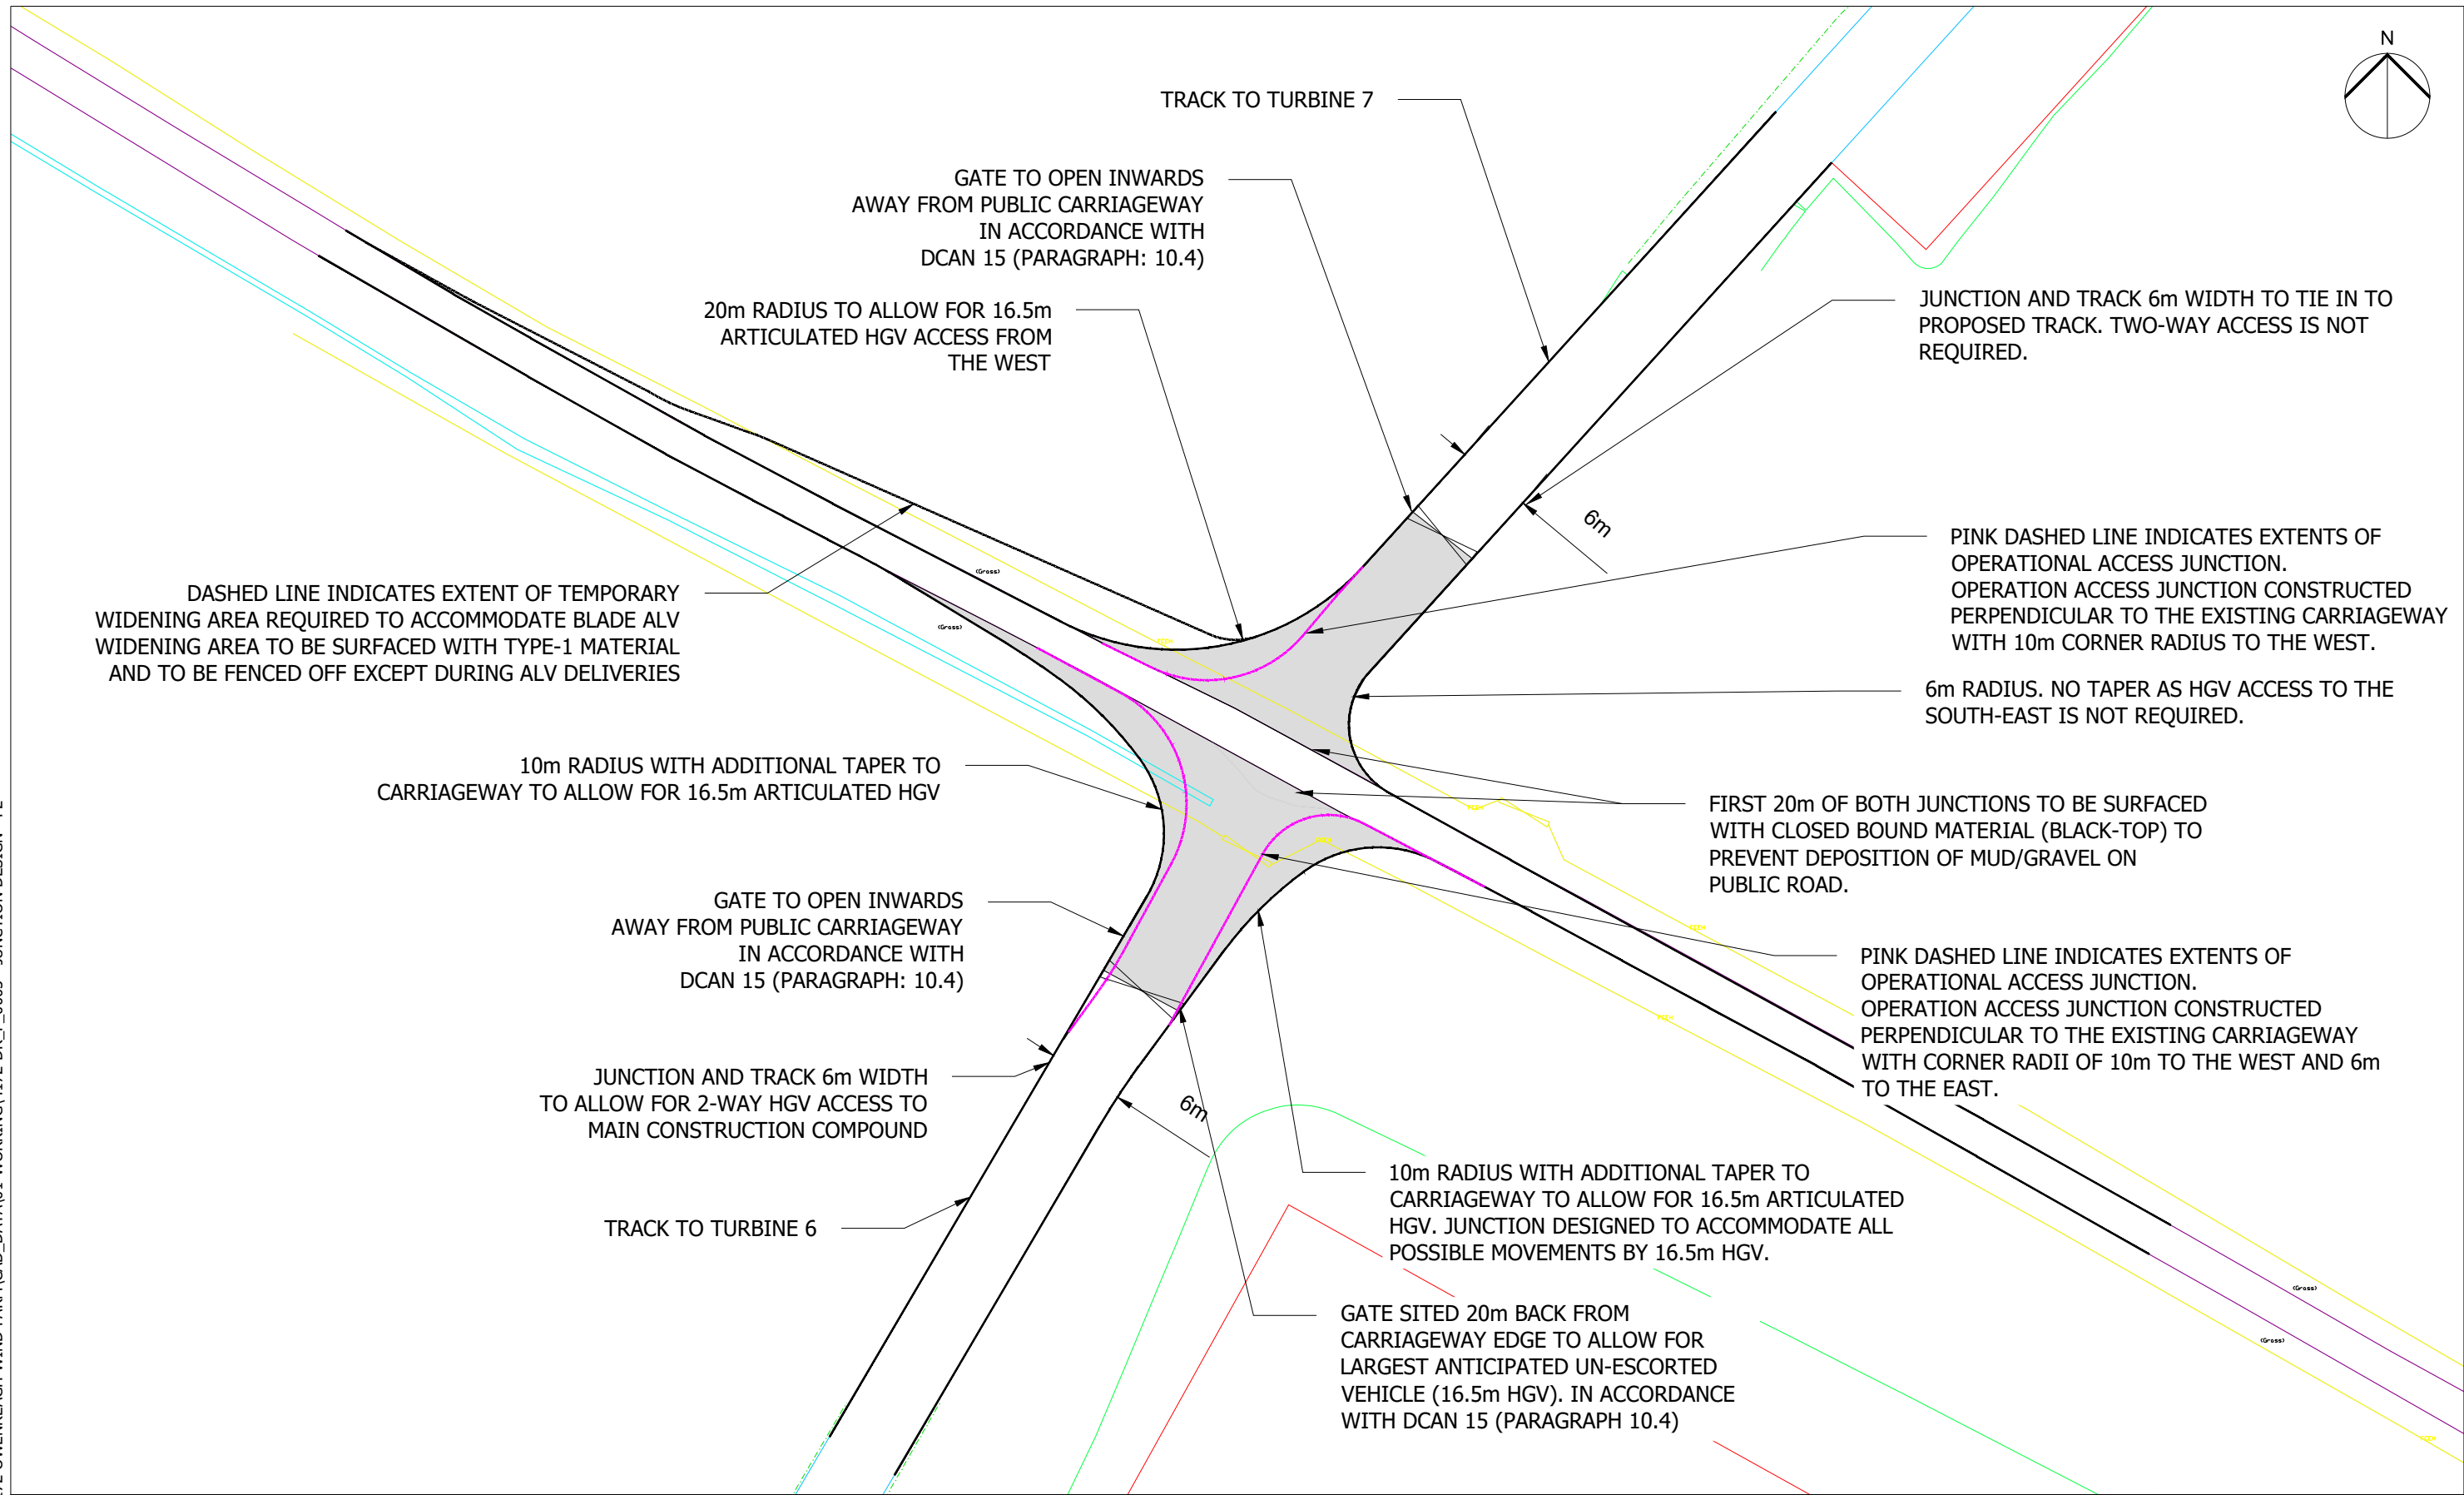 N
TRACK TO TURBINE 7
GATE TO OPEN INWARDS
AWAY FROM PUBLIC CARRIAGEWAY
IN ACCORDANCE WITH
DCAN 15 (PARAGRAPH: 10.4)
20m RADIUS TO ALLOW FOR 16.5m
ARTICULATED HGV ACCESS FROM
THE WEST
JUNCTION AND TRACK 6m WIDTH TO TIE IN TO
PROPOSED TRACK. TWO-WAY ACCESS IS NOT
REQUIRED.
6m
PINK DASHED LINE INDICATES EXTENTS OF
OPERATIONAL ACCESS JUNCTION.
OPERATION ACCESS JUNCTION CONSTRUCTED
PERPENDICULAR TO THE EXISTING CARRIAGEWAY
WITH 10m CORNER RADIUS TO THE WEST.
(Grass)
DASHED LINE INDICATES EXTENT OF TEMPORARY
WIDENING AREA REQUIRED TO ACCOMMODATE BLADE ALV
WIDENING AREA TO BE SURFACED WITH TYPE-1 MATERIAL
AND TO BE FENCED OFF EXCEPT DURING ALV DELIVERIES
(Grass)
6m RADIUS. NO TAPER AS HGV ACCESS TO THE
SOUTH-EAST IS NOT REQUIRED.
10m RADIUS WITH ADDITIONAL TAPER TO
CARRIAGEWAY TO ALLOW FOR 16.5m ARTICULATED HGV
FIRST 20m OF BOTH JUNCTIONS TO BE SURFACED
WITH CLOSED BOUND MATERIAL (BLACK-TOP) TO
PREVENT DEPOSITION OF MUD/GRAVEL ON
PUBLIC ROAD.
GATE TO OPEN INWARDS
AWAY FROM PUBLIC CARRIAGEWAY
IN ACCORDANCE WITH
DCAN 15 (PARAGRAPH: 10.4)
PINK DASHED LINE INDICATES EXTENTS OF
OPERATIONAL ACCESS JUNCTION.
OPERATION ACCESS JUNCTION CONSTRUCTED
PERPENDICULAR TO THE EXISTING CARRIAGEWAY
WITH CORNER RADII OF 10m TO THE WEST AND 6m
TO THE EAST.
JUNCTION AND TRACK 6m WIDTH
TO ALLOW FOR 2-WAY HGV ACCESS TO
MAIN CONSTRUCTION COMPOUND
6m
10m RADIUS WITH ADDITIONAL TAPER TO
CARRIAGEWAY TO ALLOW FOR 16.5m ARTICULATED
HGV. JUNCTION DESIGNED TO ACCOMMODATE ALL
POSSIBLE MOVEMENTS BY 16.5m HGV.
TRACK TO TURBINE 6
GATE SITED 20m BACK FROM
CARRIAGEWAY EDGE TO ALLOW FOR
LARGEST ANTICIPATED UN-ESCORTED
VEHICLE (16.5m HGV). IN ACCORDANCE
WITH DCAN 15 (PARAGRAPH 10.4)
(Grass)
(Grass)